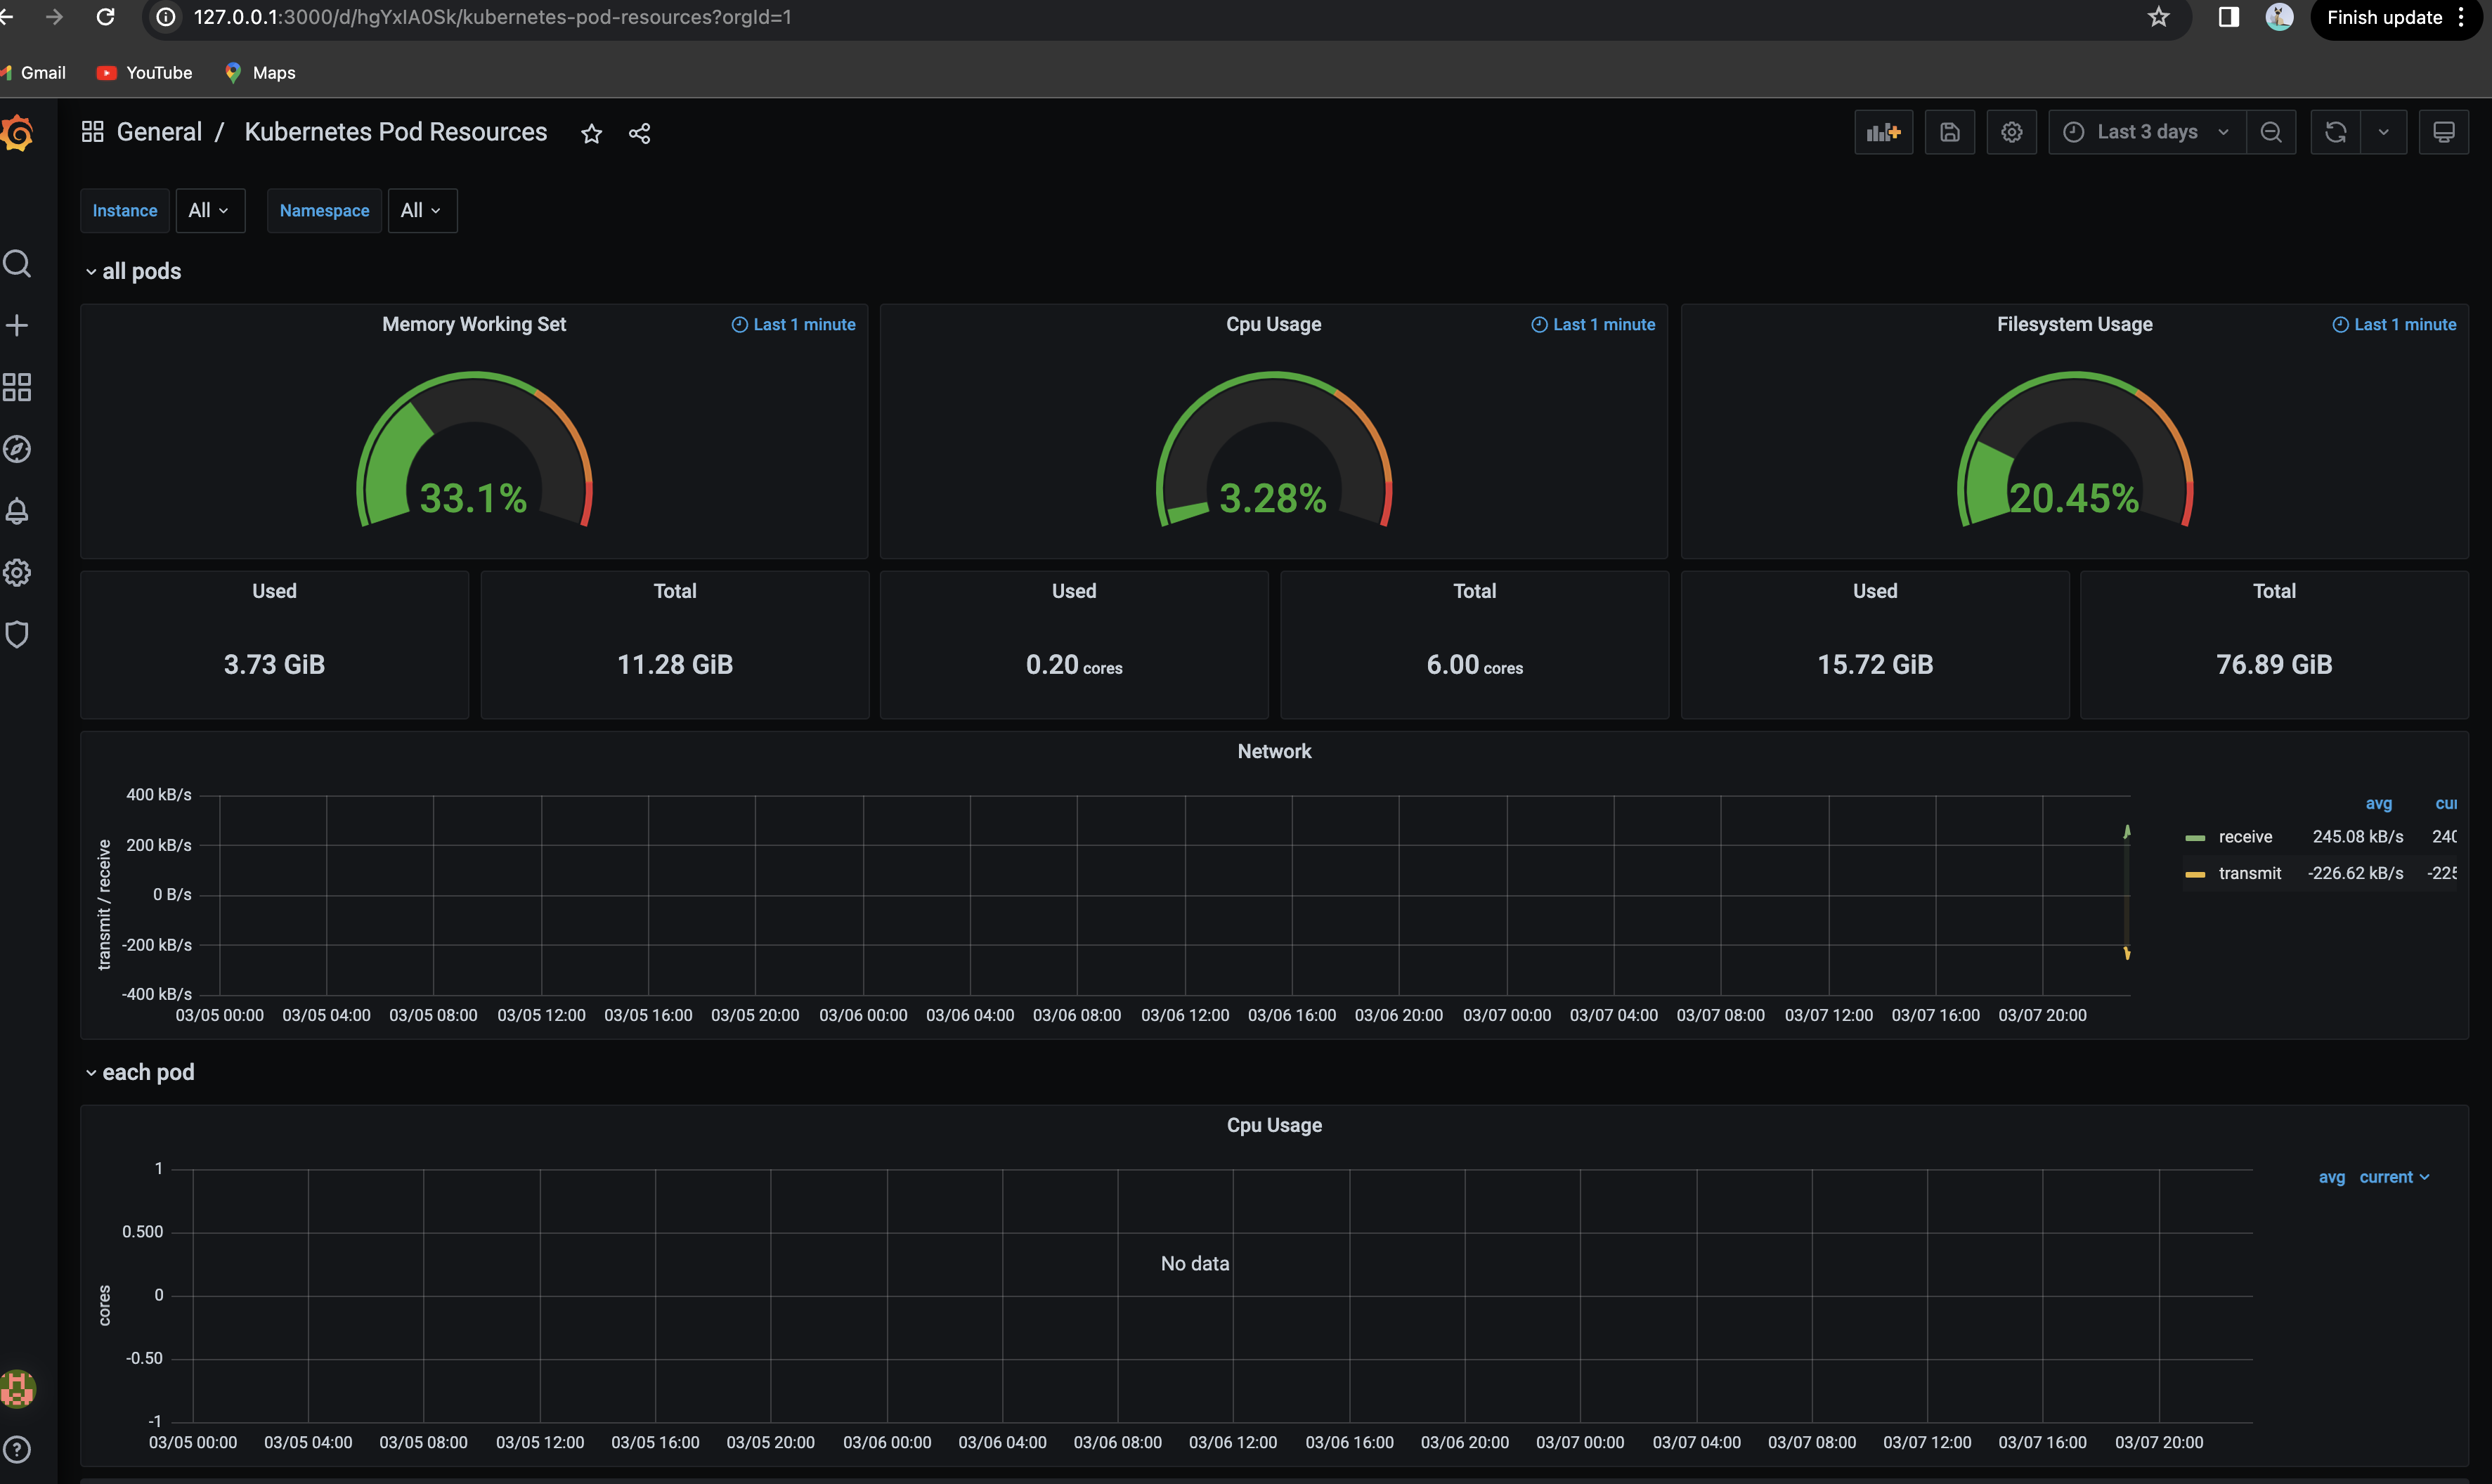 127.0.0.1:3000/d/hgYxIA0Sk/kubernetes-pod-resources?orgId=1
Finish update
Gmail YouTube Maps
General / Kubernetes Pod Resources
Last 3 days
Instance All Namespace All
all pods
Memory Working Set Last 1 minute
33.1%
Cpu Usage Last 1 minute
3.28%
Filesystem Usage Last 1 minute
20.45%
Used
3.73 GiB
Total
11.28 GiB
Used
0.20 cores
Total
6.00 cores
Used
15.72 GiB
Total
76.89 GiB
Network
transmit / receive
400 kB/s
200 kB/s
0 B/s
-200 kB/s
-400 kB/s
03/05 00:00 03/05 04:00 03/05 08:00 03/05 12:00 03/05 16:00 03/05 20:00 03/06 00:00 03/06 04:00 03/06 08:00 03/06 12:00 03/06 16:00 03/06 20:00 03/07 00:00 03/07 04:00 03/07 08:00 03/07 12:00 03/07 16:00 03/07 20:00
avg
receive 245.08 kB/s
transmit -226.62 kB/s
each pod
Cpu Usage
cores
1
0.500
0
-0.50
-1
No data
03/05 00:00 03/05 04:00 03/05 08:00 03/05 12:00 03/05 16:00 03/05 20:00 03/06 00:00 03/06 04:00 03/06 08:00 03/06 12:00 03/06 16:00 03/06 20:00 03/07 00:00 03/07 04:00 03/07 08:00 03/07 12:00 03/07 16:00 03/07 20:00
avg current